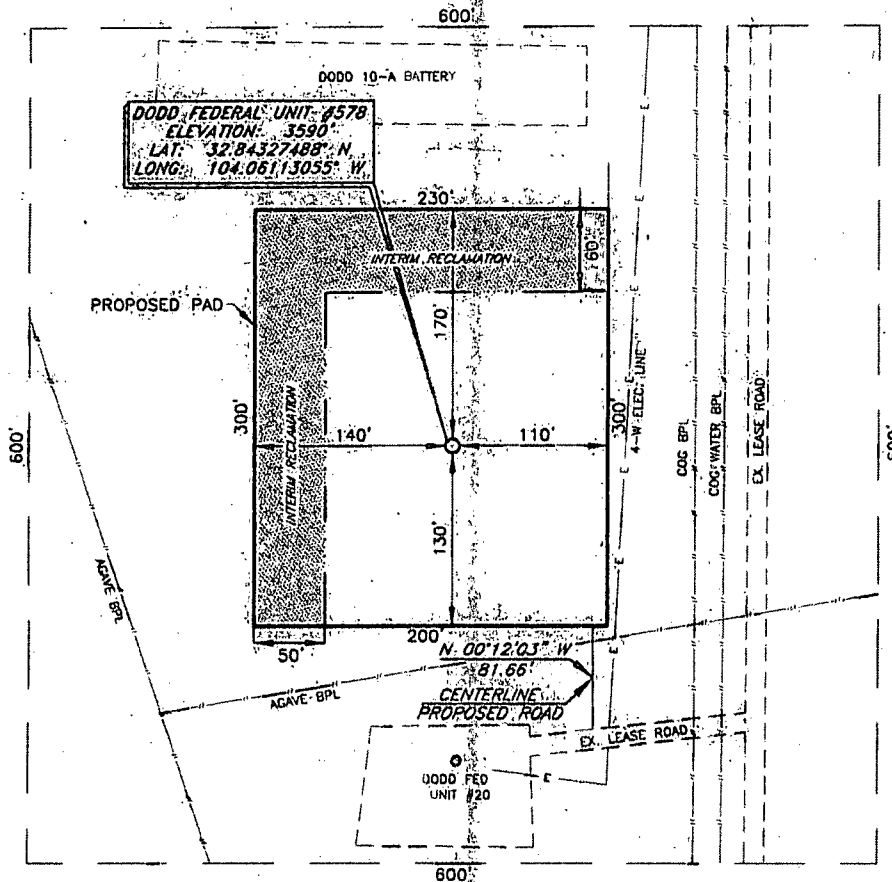 600'
DODD 10-A BATTERY
DODD FEDERAL UNIT #578
ELEVATION: 3590'
LAT: 32.84327488° N
LONG: 104.06113055° W
230'
INTERIM RECLAMATION
60'
PROPOSED PAD
170'
300'
140'
110'
300'
4-W ELEC. LINE
COG BPL
COG WATER BPL
EX. LEASE ROAD
600'
600'
INTERIM RECLAMATION
130'
AGAVE BPL
200'
50'
N 00°12'03" W
81.66'
AGAVE BPL
CENTERLINE
PROPOSED ROAD
EX. LEASE ROAD
DODD FED
UNIT #20
E
E
E
E
E
E
600'